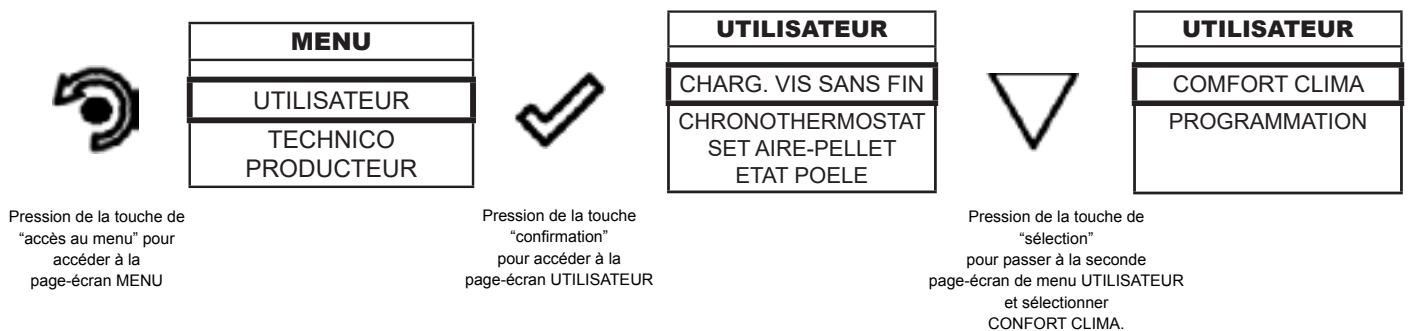 MENU
UTILISATEUR
TECHNICO
PRODUCTEUR
UTILISATEUR
CHARG. VIS SANS FIN
CHRONOTHERMOSTAT
SET AIRE-PELLET
ETAT POELE
UTILISATEUR
COMFORT CLIMA
PROGRAMMATION
Pression de la touche de
“accès au menu” pour
accéder à la
page-écran MENU
Pression de la touche
“confirmation”
pour accéder à la
page-écran UTILISATEUR
Pression de la touche de
“sélection”
pour passer à la seconde
page-écran de menu UTILISATEUR
et sélectionner
CONFORT CLIMA.